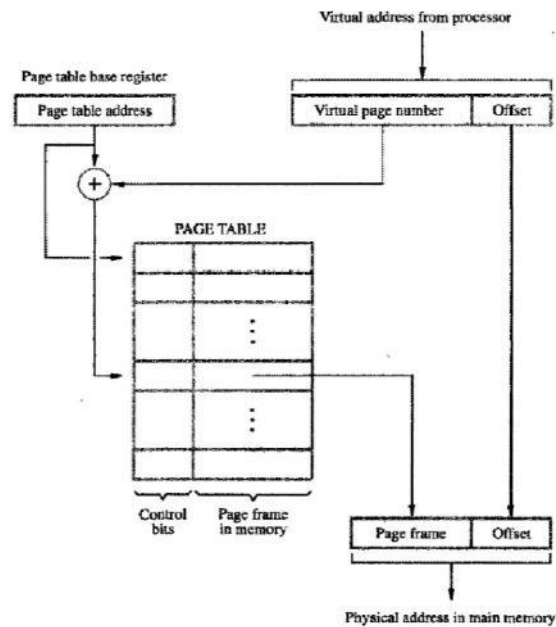 Virtual address from processor
Page table base register
Page table address
Virtual page number
Offset
+
PAGE TABLE
Control
bits
Page frame
in memory
Page frame
Offset
Physical address in main memory